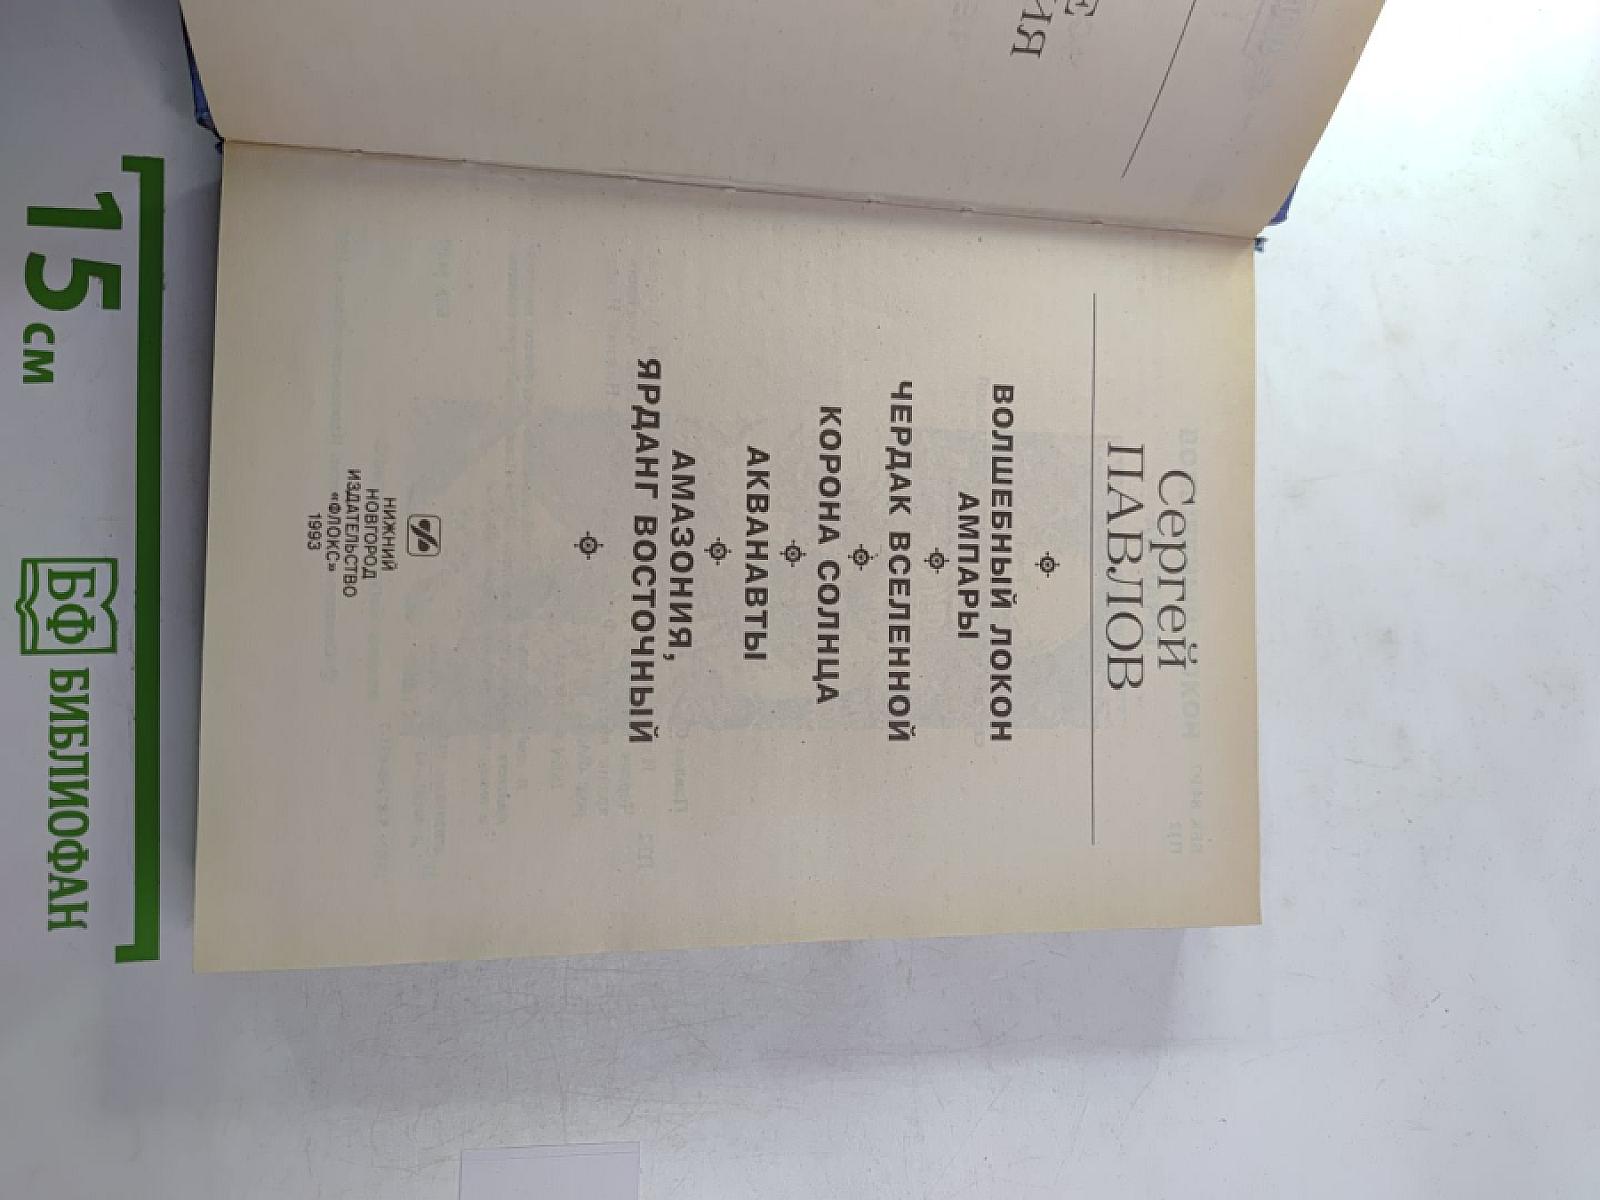 Сергей
ПАВЛОВ
ВОЛШЕБНЫЙ ЛОКОН
АМПАРЫ
ЧЕРДАК ВСЕЛЕННОЙ
КОРОНА СОЛНЦА
АКВАНАВТЫ
АМАЗОНИЯ,
ЯРДАНГ ВОСТОЧНЫЙ
НИЖНИЙ
НОВГОРОД
ИЗДАТЕЛЬСТВО
«ФЛОКС»
1993
15 см
БФ БИБЛИОФАН